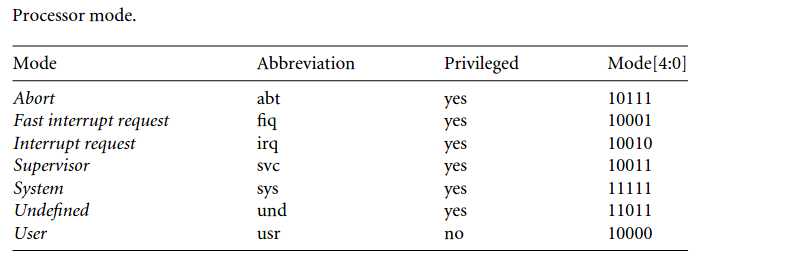 Processor mode.
Mode Abbreviation Privileged Mode[4:0]
Abort abt yes 10111
Fast interrupt request fiq yes 10001
Interrupt request irq yes 10010
Supervisor svc yes 10011
System sys yes 11111
Undefined und yes 11011
User usr no 10000